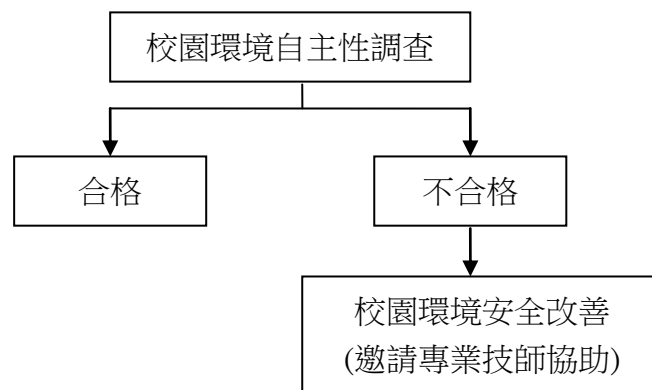 校園環境自主性調查
合格
不合格
校園環境安全改善
(邀請專業技師協助)